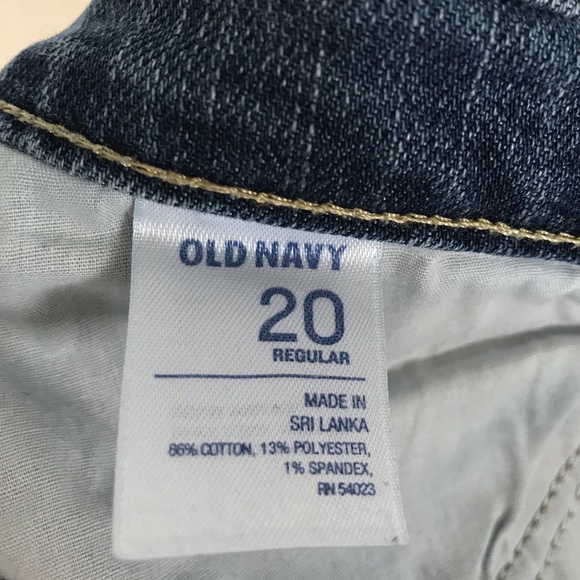 OLD NAVY
20
REGULAR
MADE IN
SRI LANKA
86% COTTON, 13% POLYESTER,
1% SPANDEX,
RN 54023